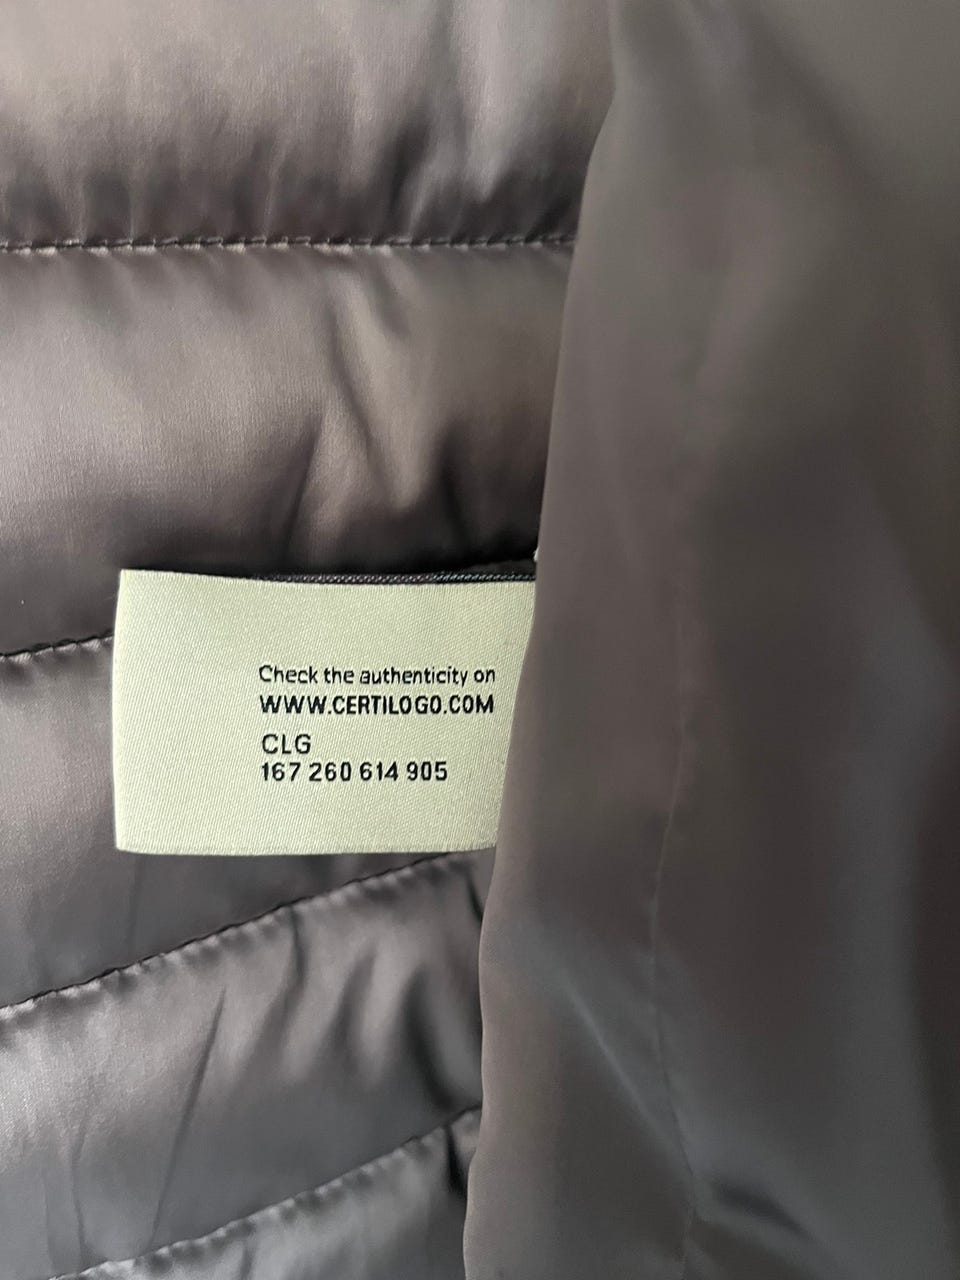 Check the authenticity on
WWW.CERTILOGO.COM
CLG
167 260 614 905